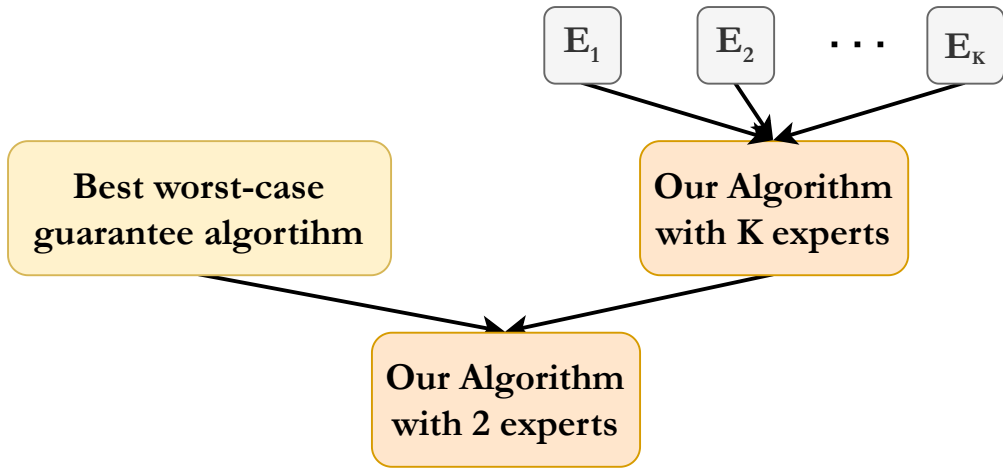 E1 E2 ... EK
Best worst-case
guarantee algortihm
Our Algorithm
with K experts
Our Algorithm
with 2 experts